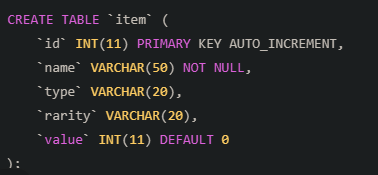 CREATE TABLE `item` (
    `id` INT(11) PRIMARY KEY AUTO_INCREMENT,
    `name` VARCHAR(50) NOT NULL,
    `type` VARCHAR(20),
    `rarity` VARCHAR(20),
    `value` INT(11) DEFAULT 0
);